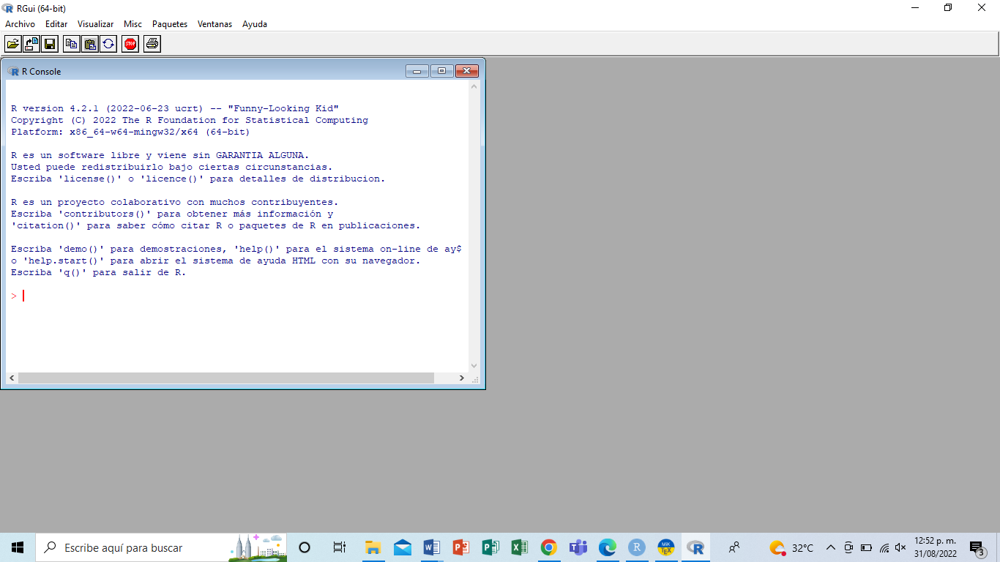 RGui (64-bit)
Archivo Editar Visualizar Misc Paquetes Ventanas Ayuda
STOP
R Console
R version 4.2.1 (2022-06-23 ucrt) -- "Funny-Looking Kid"
Copyright (C) 2022 The R Foundation for Statistical Computing
Platform: x86_64-w64-mingw32/x64 (64-bit)
R es un software libre y viene sin GARANTIA ALGUNA.
Usted puede redistribuirlo bajo ciertas circunstancias.
Escriba 'license()' o 'licence()' para detalles de distribucion.
R es un proyecto colaborativo con muchos contribuyentes.
Escriba 'contributors()' para obtener más información y
'citation()' para saber cómo citar R o paquetes de R en publicaciones.
Escriba 'demo()' para demostraciones, 'help()' para el sistema on-line de ay$
o 'help.start()' para abrir el sistema de ayuda HTML con su navegador.
Escriba 'q()' para salir de R.
>
Escribe aquí para buscar
MiK TEX
32°C
12:52 p. m.
31/08/2022
3